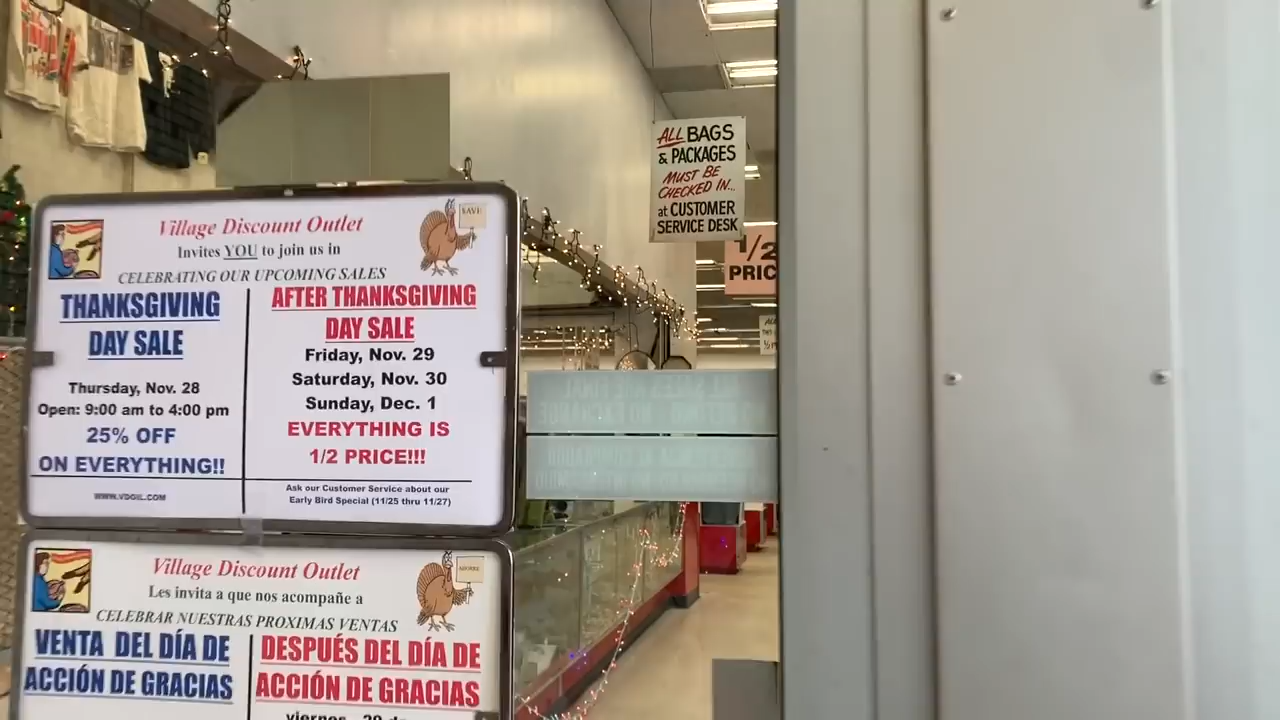 Village Discount Outlet
Invites YOU to join us in
CELEBRATING OUR UPCOMING SALES
SAVE
THANKSGIVING
DAY SALE
Thursday, Nov. 28
Open: 9:00 am to 4:00 pm
25% OFF
ON EVERYTHING!!
WWW.VDOIL.COM
AFTER THANKSGIVING
DAY SALE
Friday, Nov. 29
Saturday, Nov. 30
Sunday, Dec. 1
EVERYTHING IS
1/2 PRICE!!!
Ask our Customer Service about our
Early Bird Special (11/25 thru 11/27)
Village Discount Outlet
Les invita a que nos acompañe a
CELEBRAR NUESTRAS PROXIMAS VENTAS
VENTA DEL DÍA DE
ACCIÓN DE GRACIAS
DESPUÉS DEL DÍA DE
ACCIÓN DE GRACIAS
ALL BAGS
& PACKAGES
MUST BE
CHECKED IN...
at CUSTOMER
SERVICE DESK
1/2
PRIC